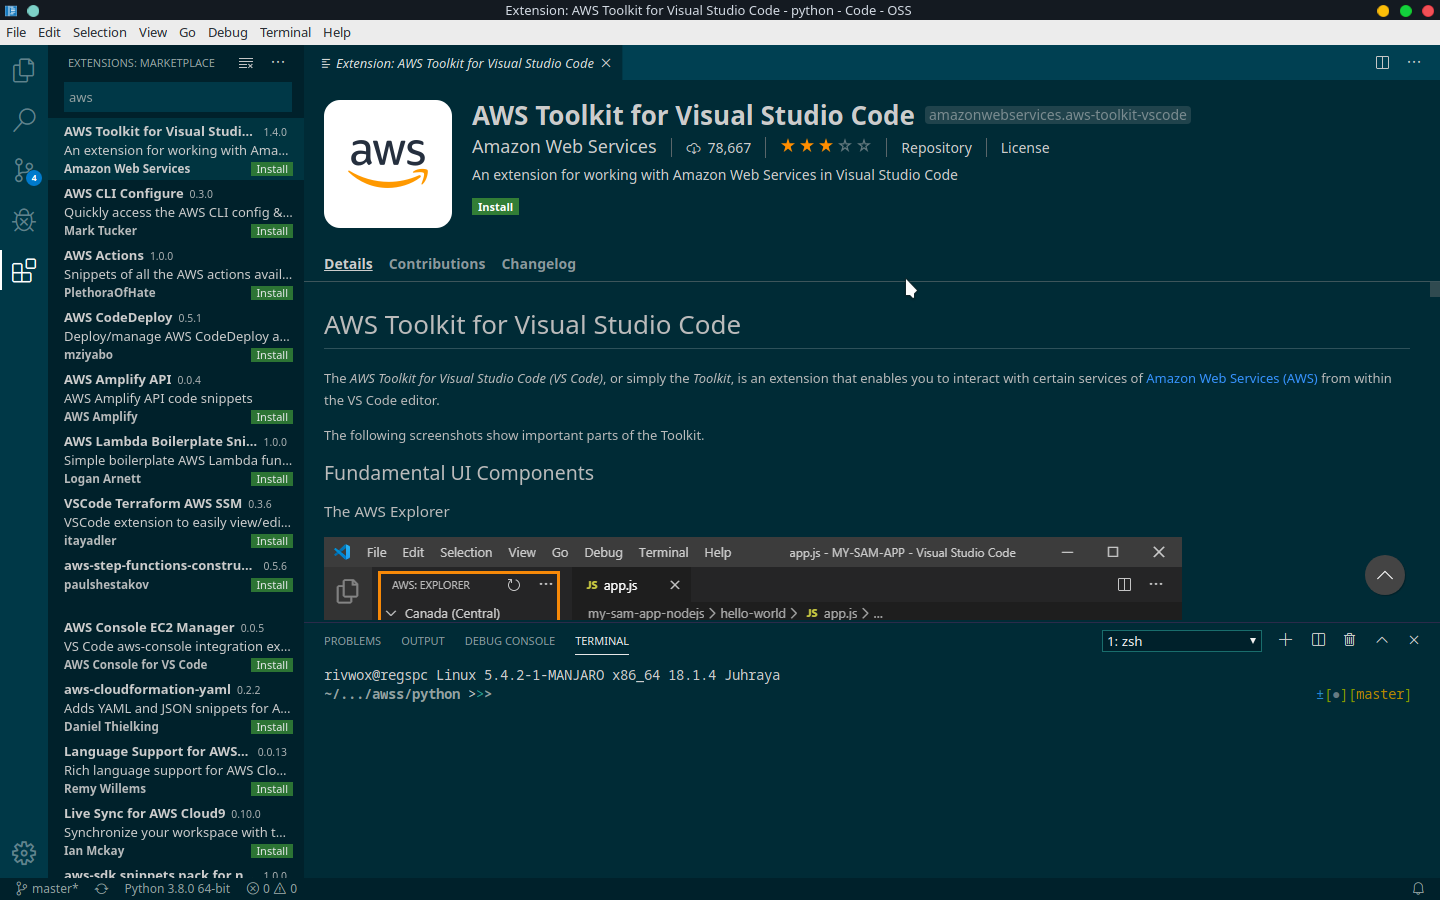 Extension: AWS Toolkit for Visual Studio Code - python - Code - OSS
File Edit Selection View Go Debug Terminal Help
EXTENSIONS: MARKETPLACE
aws
AWS Toolkit for Visual Studi... 1.4.0
An extension for working with Ama...
Amazon Web Services Install
AWS CLI Configure 0.3.0
Quickly access the AWS CLI config &...
Mark Tucker Install
AWS Actions 1.0.0
Snippets of all the AWS actions avail...
PlethoraOfHate Install
AWS CodeDeploy 0.5.1
Deploy/manage AWS CodeDeploy a...
mziyabo Install
AWS Amplify API 0.0.4
AWS Amplify API code snippets
AWS Amplify Install
AWS Lambda Boilerplate Sni... 1.0.0
Simple boilerplate AWS Lambda fun...
Logan Arnett Install
VSCode Terraform AWS SSM 0.3.6
VSCode extension to easily view/edi...
itayadler Install
aws-step-functions-constru... 0.5.6
paulshestakov Install
AWS Console EC2 Manager 0.0.5
VS Code aws-console integration ex...
AWS Console for VS Code Install
aws-cloudformation-yaml 0.2.2
Adds YAML and JSON snippets for A...
Daniel Thielking Install
Language Support for AWS... 0.0.13
Rich language support for AWS Clo...
Remy Willems Install
Live Sync for AWS Cloud9 0.10.0
Synchronize your workspace with t...
Ian Mckay Install
aws-sdk snippets pack for n... 1.0.0
Extension: AWS Toolkit for Visual Studio Code
aws
AWS Toolkit for Visual Studio Code amazonwebservices.aws-toolkit-vscode
Amazon Web Services 78,667 Repository License
An extension for working with Amazon Web Services in Visual Studio Code
Install
Details Contributions Changelog
AWS Toolkit for Visual Studio Code
The AWS Toolkit for Visual Studio Code (VS Code), or simply the Toolkit, is an extension that enables you to interact with certain services of Amazon Web Services (AWS) from within
the VS Code editor.
The following screenshots show important parts of the Toolkit.
Fundamental UI Components
The AWS Explorer
File Edit Selection View Go Debug Terminal Help app.js - MY-SAM-APP - Visual Studio Code
AWS: EXPLORER JS app.js
Canada (Central) my-sam-app-nodejs > hello-world > JS app.js > ...
PROBLEMS OUTPUT DEBUG CONSOLE TERMINAL 1: zsh
rivwox@regspc Linux 5.4.2-1-MANJARO x86_64 18.1.4 Juhraya
~/.../awss/python >>> ±[●][master]
4
master* Python 3.8.0 64-bit 0 0